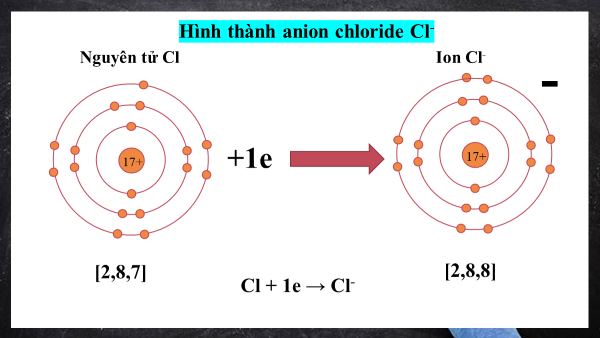 Hình thành anion chloride Cl⁻
Nguyên tử Cl
Ion Cl⁻
-
17+
+1e
17+
[2,8,7]
[2,8,8]
Cl + 1e → Cl⁻